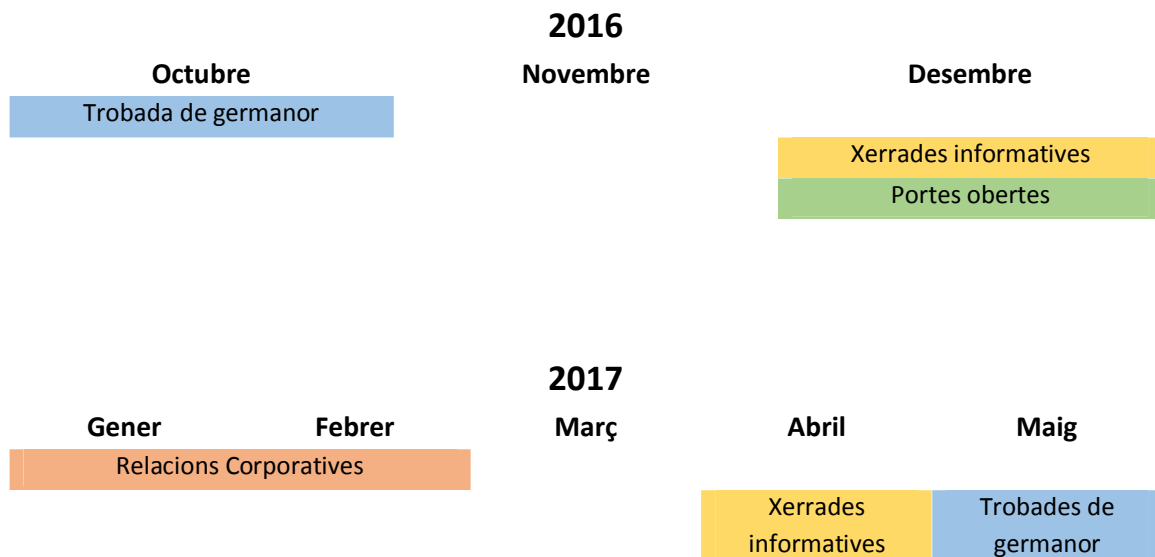 2016
Octubre Novembre Desembre
Trobada de germanor
Xerrades informatives
Portes obertes
2017
Gener Febrer Març Abril Maig
Relacions Corporatives
Xerrades Trobades de
informatives germanor